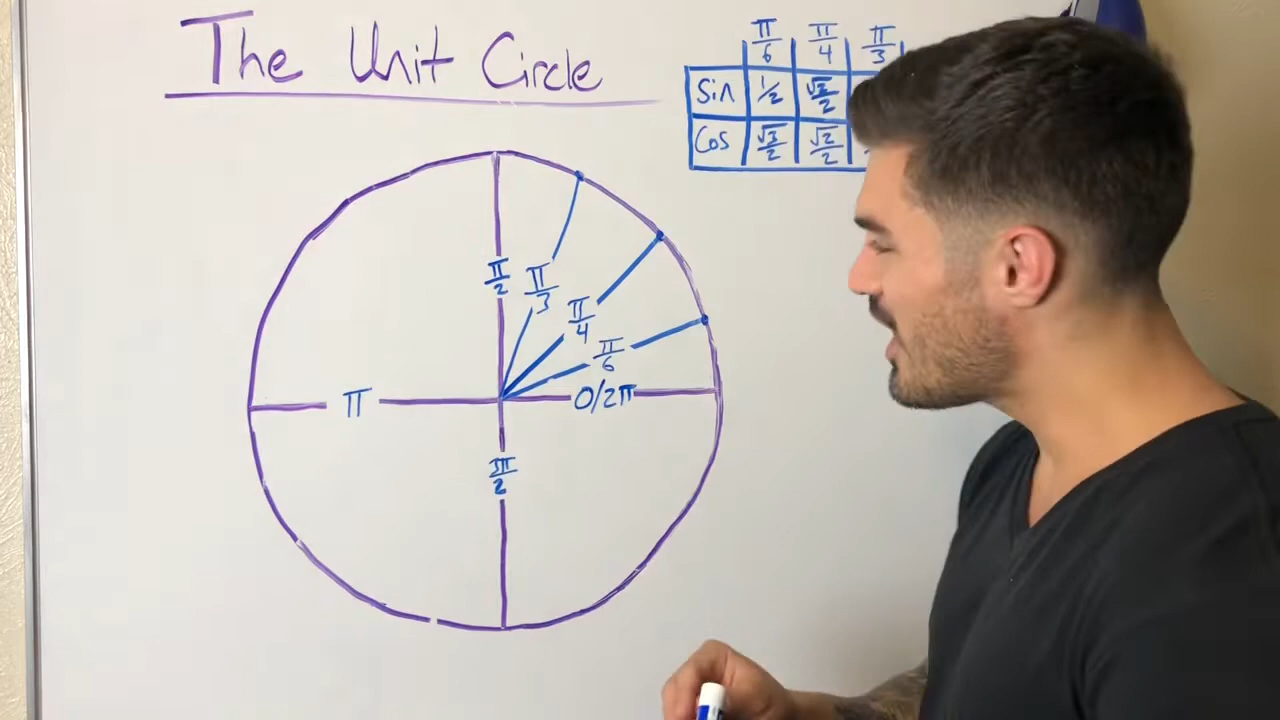 The Unit Circle
π/6 π/4 π/3
Sin 1/2 √2/2
Cos √3/2 √2/2
π/2
π/3
π/4
π/6
π
0/2π
3π/2